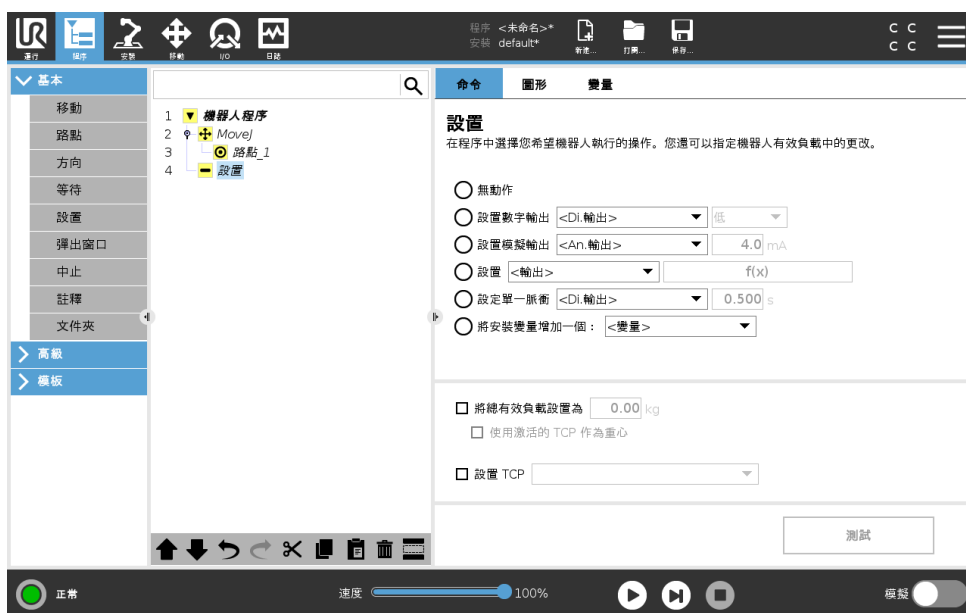 UR
運行
程序
安裝
移動
I/O
日誌
程序 <未命名>*
安裝 default*
新建...
打開...
保存...
C C
C C
基本
移動
路點
方向
等待
設置
彈出窗口
中止
註釋
文件夾
高級
模板
1 機器人程序
2 MoveJ
3 路點_1
4 設置
命令 圖形 變量
設置
在程序中選擇您希望機器人執行的操作。您還可以指定機器人有效負載中的更改。
無動作
設置數字輸出 <Di.輸出> 低
設置模擬輸出 <An.輸出> 4.0 mA
設置 <輸出> f(x)
設定單一脈衝 <Di.輸出> 0.500 s
將安裝變量增加一個： <變量>
將總有效負載設置為 0.00 kg
使用激活的 TCP 作為重心
設置 TCP
測試
正常
速度 100%
模擬